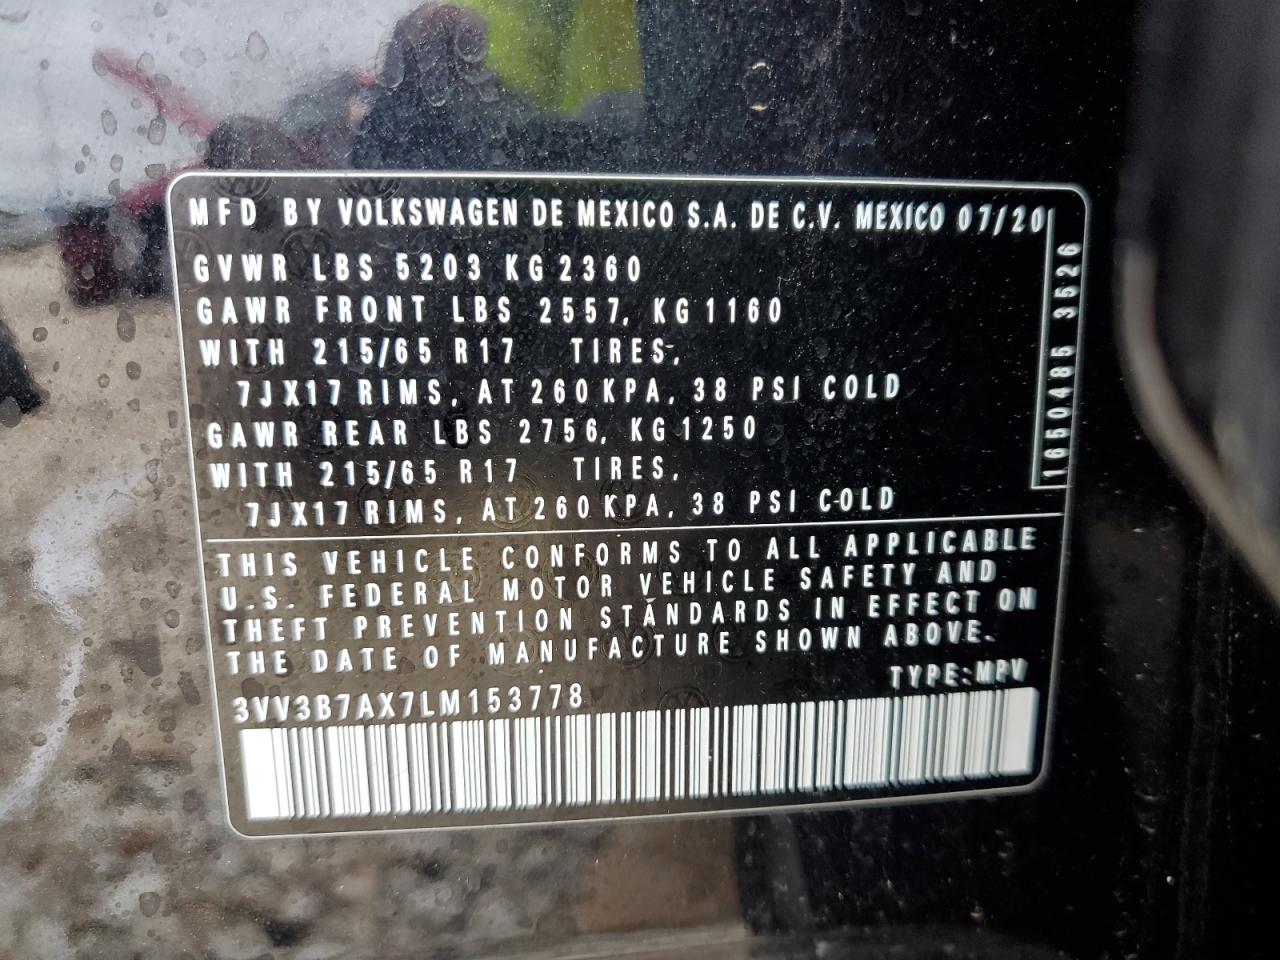 MFD BY VOLKSWAGEN DE MEXICO S.A. DE C.V. MEXICO 07/20
GVWR LBS 5203 KG 2360
GAWR FRONT LBS 2557, KG 1160
WITH 215/65 R17 TIRES,
7JX17 RIMS, AT 260 KPA, 38 PSI COLD
GAWR REAR LBS 2756, KG 1250
WITH 215/65 R17 TIRES,
7JX17 RIMS, AT 260 KPA, 38 PSI COLD
1650485 3526
THIS VEHICLE CONFORMS TO ALL APPLICABLE
U.S. FEDERAL MOTOR VEHICLE SAFETY AND
THEFT PREVENTION STANDARDS IN EFFECT ON
THE DATE OF MANUFACTURE SHOWN ABOVE.
TYPE: MPV
3VV3B7AX7LM153778